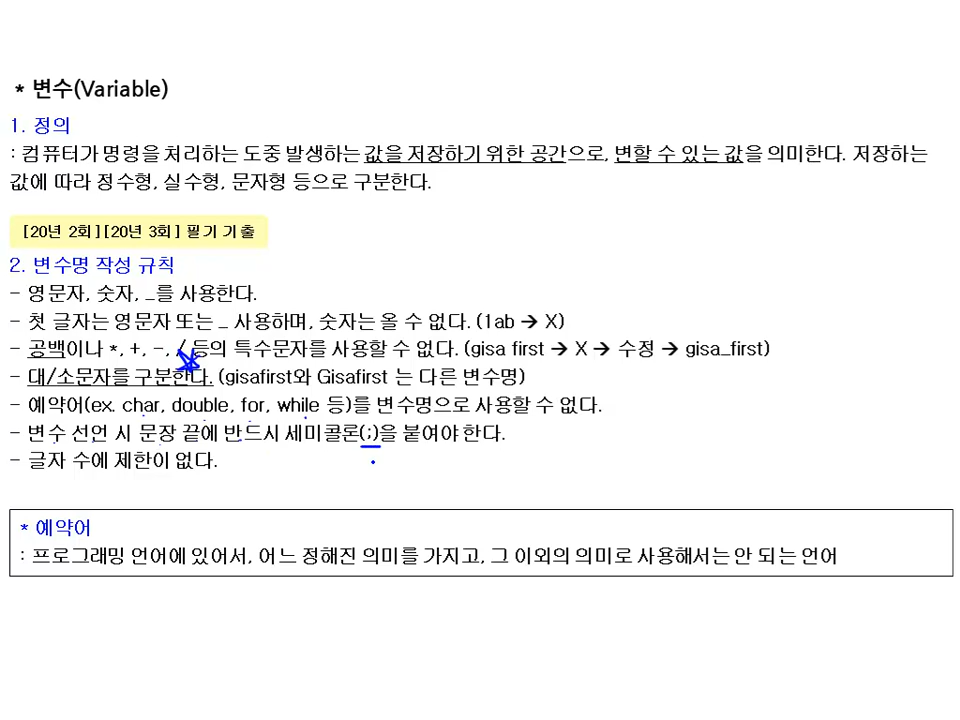 * 변수(Variable)
1. 정의
: 컴퓨터가 명령을 처리하는 도중 발생하는 값을 저장하기 위한 공간으로, 변할 수 있는 값을 의미한다. 저장하는
값에 따라 정수형, 실수형, 문자형 등으로 구분한다.
[20년 2회][20년 3회] 필기 기출
2. 변수명 작성 규칙
- 영문자, 숫자, _를 사용한다.
- 첫 글자는 영문자 또는 _ 사용하며, 숫자는 올 수 없다. (1ab → X)
- 공백이나 *, +, -, / 등의 특수문자를 사용할 수 없다. (gisa first → X → 수정 → gisa_first)
- 대/소문자를 구분한다. (gisafirst와 Gisafirst 는 다른 변수명)
- 예약어(ex. char, double, for, while 등)를 변수명으로 사용할 수 없다.
- 변수 선언 시 문장 끝에 반드시 세미콜론(;)을 붙여야 한다.
- 글자 수에 제한이 없다.
* 예약어
: 프로그래밍 언어에 있어서, 어느 정해진 의미를 가지고, 그 이외의 의미로 사용해서는 안 되는 언어